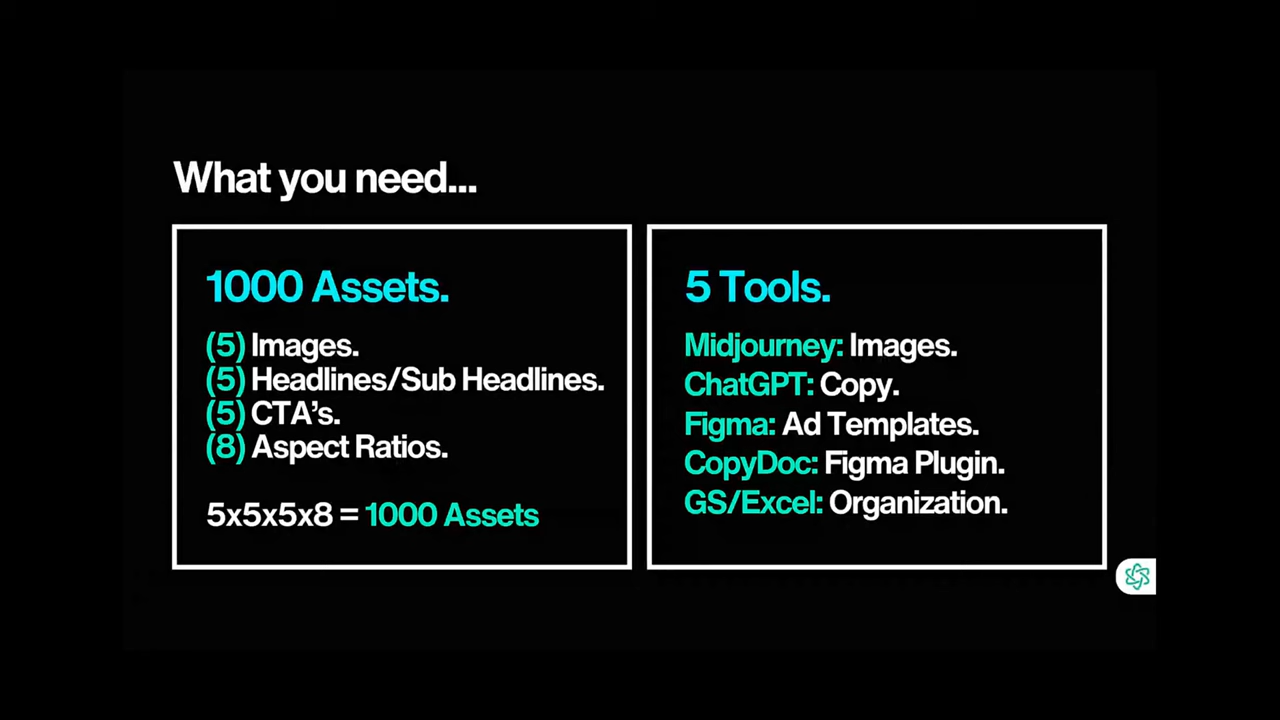 What you need...
1000 Assets.
(5) Images.
(5) Headlines/Sub Headlines.
(5) CTA's.
(8) Aspect Ratios.
5x5x5x8 = 1000 Assets
5 Tools.
Midjourney: Images.
ChatGPT: Copy.
Figma: Ad Templates.
CopyDoc: Figma Plugin.
GS/Excel: Organization.